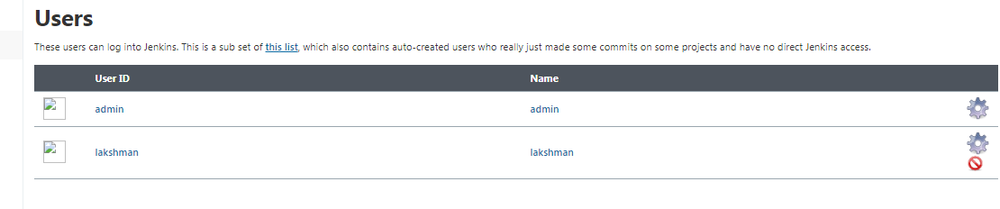 Users
These users can log into Jenkins. This is a sub set of this list, which also contains auto-created users who really just made some commits on some projects and have no direct Jenkins access.
User ID Name
admin admin
lakshman lakshman